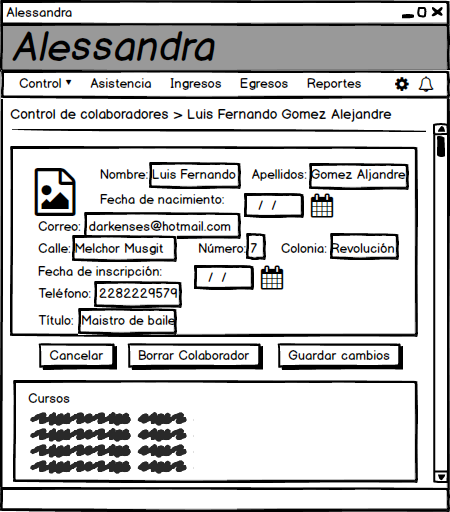 Alessandra
Alessandra
Control ▼ Asistencia Ingresos Egresos Reportes
Control de colaboradores > Luis Fernando Gomez Alejandre
Nombre: Luis Fernando Apellidos: Gomez Aljandre
Fecha de nacimiento: / /
Correo: darkenses@hotmail.com
Calle: Melchor Musgit Número: 7 Colonia: Revolución
Fecha de inscripción: / /
Teléfono: 2282229579
Título: Maistro de baile
Cancelar Borrar Colaborador Guardar cambios
Cursos